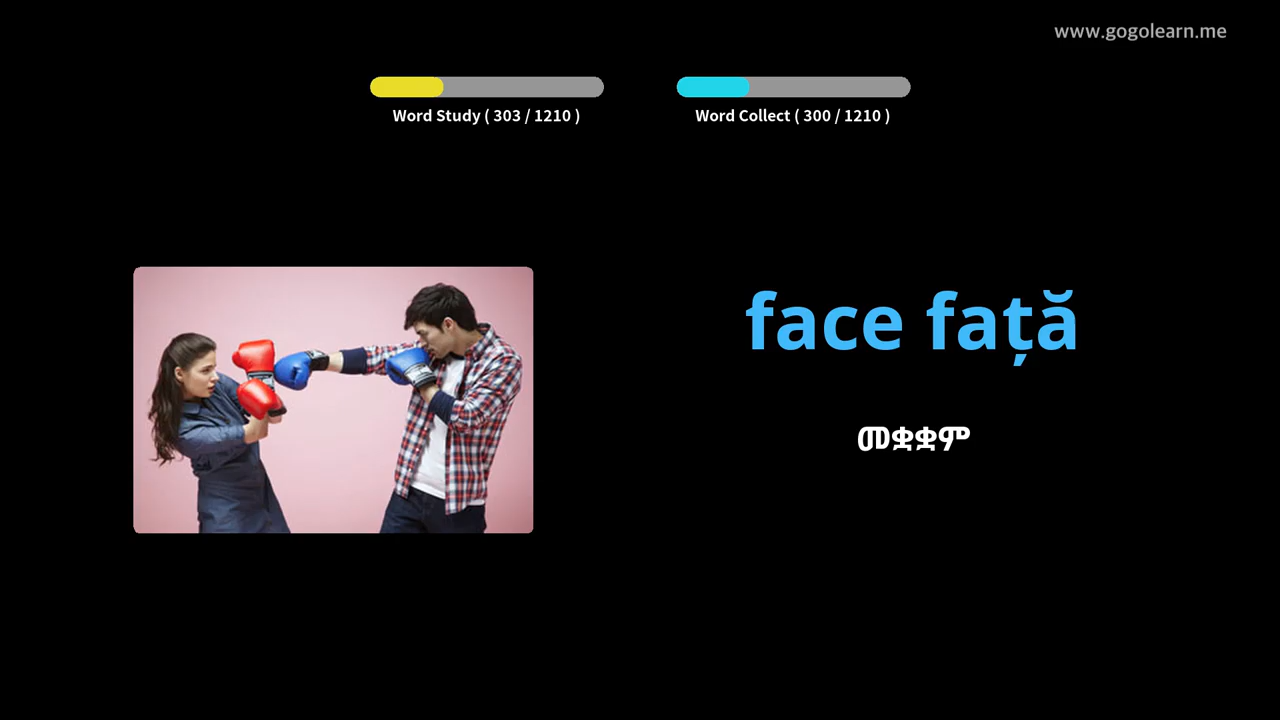 www.gogolearn.me
Word Study ( 303 / 1210 )
Word Collect ( 300 / 1210 )
face față
መቋቋም